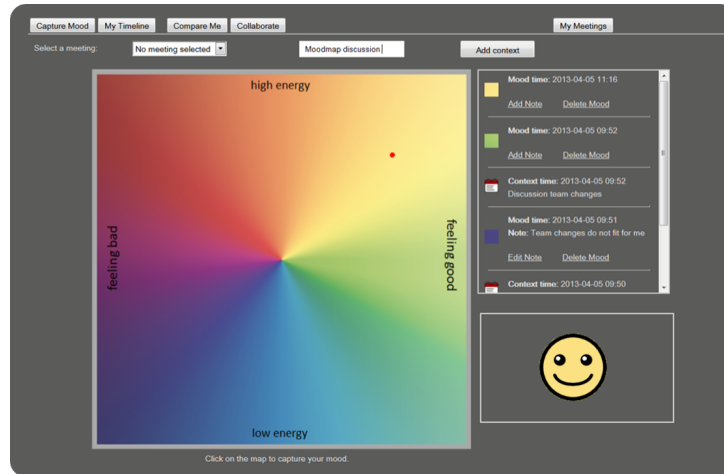 Capture Mood My Timeline Compare Me Collaborate My Meetings
Select a meeting: No meeting selected Moodmap discussion Add context
high energy
feeling bad
feeling good
low energy
Click on the map to capture your mood.
Mood time: 2013-04-05 11:16
Add Note Delete Mood
Mood time: 2013-04-05 09:52
Add Note Delete Mood
Context time: 2013-04-05 09:52
Discussion team changes
Mood time: 2013-04-05 09:51
Note: Team changes do not fit for me
Edit Note Delete Mood
Context time: 2013-04-05 09:50